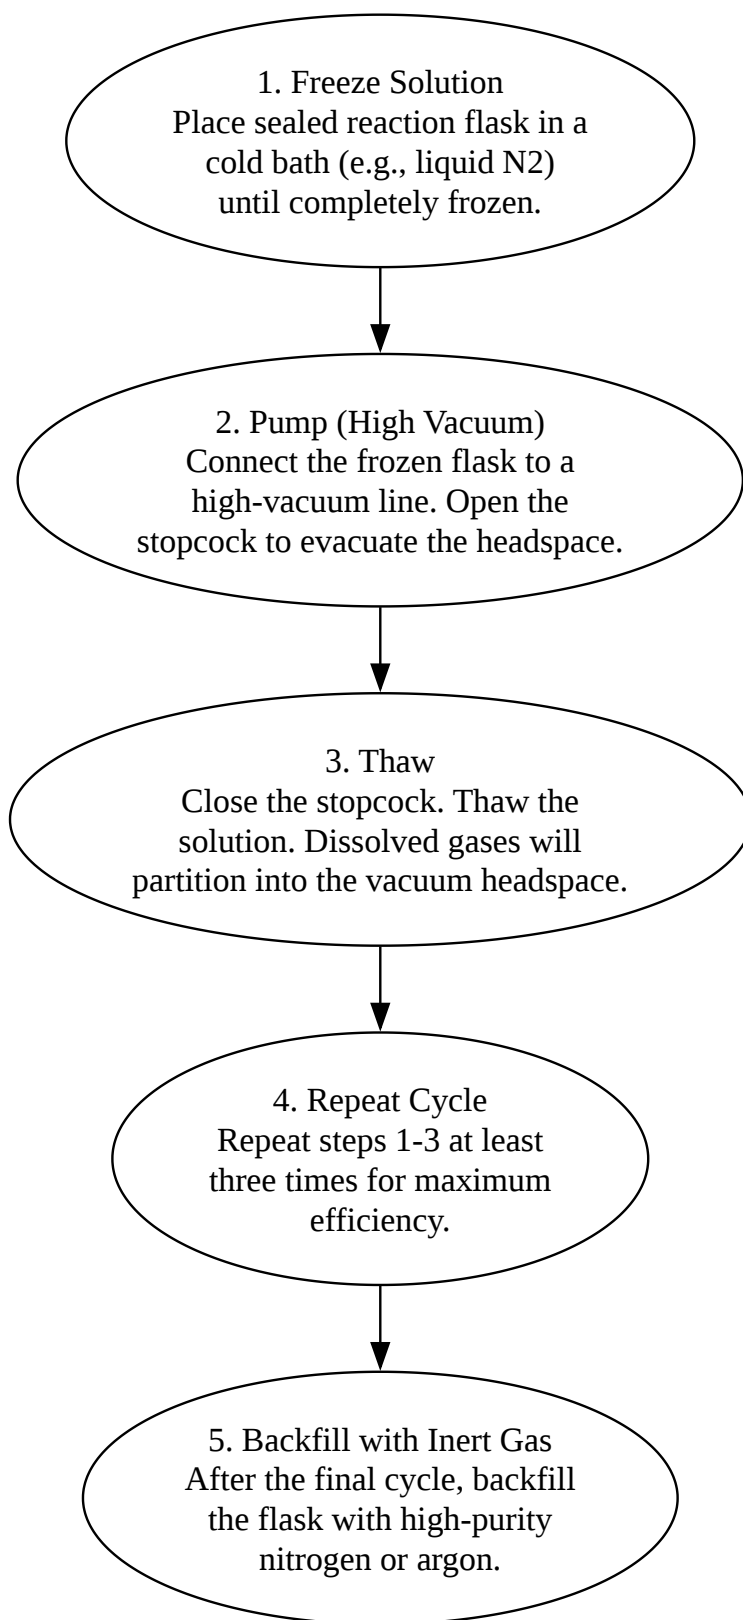 1. Freeze Solution
Place sealed reaction flask in a
cold bath (e.g., liquid N2)
until completely frozen.
2. Pump (High Vacuum)
Connect the frozen flask to a
high-vacuum line. Open the
stopcock to evacuate the headspace.
3. Thaw
Close the stopcock. Thaw the
solution. Dissolved gases will
partition into the vacuum headspace.
4. Repeat Cycle
Repeat steps 1-3 at least
three times for maximum
efficiency.
5. Backfill with Inert Gas
After the final cycle, backfill
the flask with high-purity
nitrogen or argon.